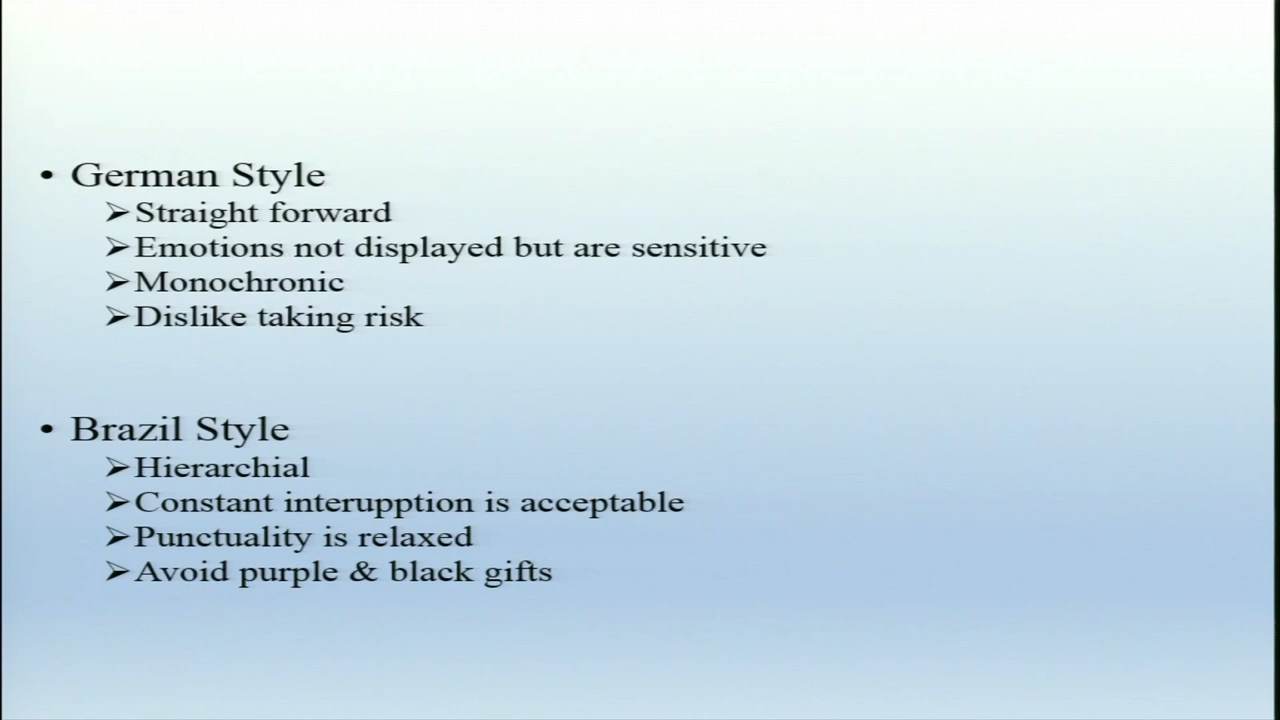 • German Style
➢Straight forward
➢Emotions not displayed but are sensitive
➢Monochronic
➢Dislike taking risk
• Brazil Style
➢Hierarchial
➢Constant interupption is acceptable
➢Punctuality is relaxed
➢Avoid purple & black gifts